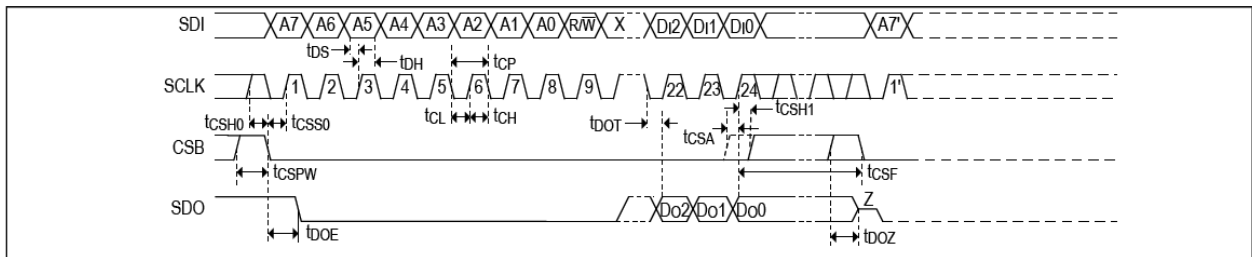 SDI A7 A6 A5 A4 A3 A2 A1 A0 R/W̅ X DI2 DI1 DI0 A7'
tDS tDH tCP
SCLK 1 2 3 4 5 6 7 8 9 22 23 24 1'
tCSH0 tCSS0 tCL tCH tDOT tCSA tCSH1
CSB
tCSPW tCSF
SDO DO2 DO1 DO0 Z
tDOE tDOZ